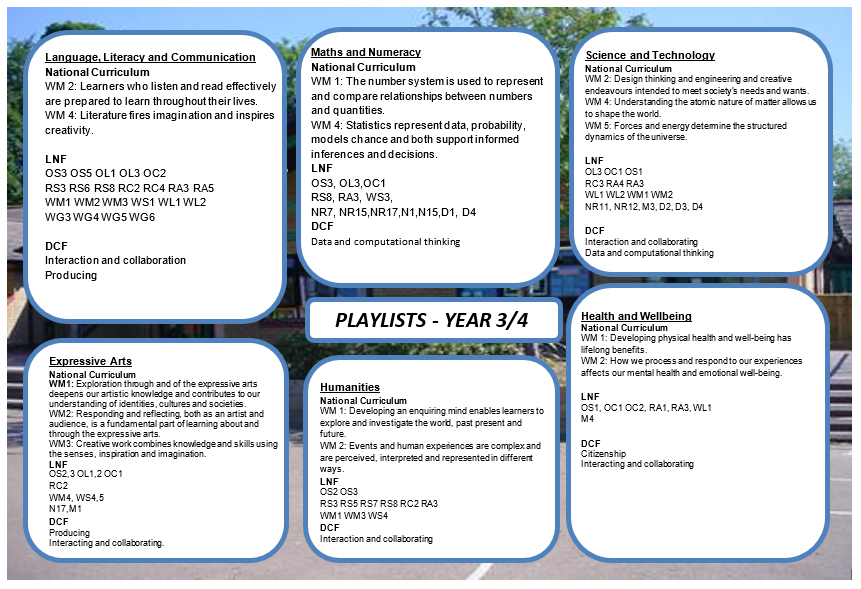 Language, Literacy and Communication
National Curriculum
WM 2: Learners who listen and read effectively
are prepared to learn throughout their lives.
WM 4: Literature fires imagination and inspires
creativity.
LNF
OS3 OS5 OL1 OL3 OC2
RS3 RS6 RS8 RC2 RC4 RA3 RA5
WM1 WM2 WM3 WS1 WL1 WL2
WG3 WG4 WG5 WG6
DCF
Interaction and collaboration
Producing
Maths and Numeracy
National Curriculum
WM 1: The number system is used to represent
and compare relationships between numbers
and quantities.
WM 4: Statistics represent data, probability,
models chance and both support informed
inferences and decisions.
LNF
OS3, OL3,OC1
RS8, RA3, WS3,
NR7, NR15,NR17,N1,N15,D1, D4
DCF
Data and computational thinking
Science and Technology
National Curriculum
WM 2: Design thinking and engineering and creative
endeavours intended to meet society's needs and wants.
WM 4: Understanding the atomic nature of matter allows us
to shape the world.
WM 5: Forces and energy determine the structured
dynamics of the universe.
LNF
OL3 OC1 OS1
RC3 RA4 RA3
WL1 WL2 WM1 WM2
NR11, NR12, M3, D2, D3, D4
DCF
Interaction and collaborating
Data and computational thinking
PLAYLISTS - YEAR 3/4
Expressive Arts
National Curriculum
WM1: Exploration through and of the expressive arts
deepens our artistic knowledge and contributes to our
understanding of identities, cultures and societies.
WM2: Responding and reflecting, both as an artist and
audience, is a fundamental part of learning about and
through the expressive arts.
WM3: Creative work combines knowledge and skills using
the senses, inspiration and imagination.
LNF
OS2,3 OL1,2 OC1
RC2
WM4, WS4,5
N17,M1
DCF
Producing
Interacting and collaborating.
Humanities
National Curriculum
WM 1: Developing an enquiring mind enables learners to
explore and investigate the world, past present and
future.
WM 2: Events and human experiences are complex and
are perceived, interpreted and represented in different
ways.
LNF
OS2 OS3
RS3 RS5 RS7 RS8 RC2 RA3
WM1 WM3 WS4
DCF
Interaction and collaborating
Health and Wellbeing
National Curriculum
WM 1: Developing physical health and well-being has
lifelong benefits.
WM 2: How we process and respond to our experiences
affects our mental health and emotional well-being.
LNF
OS1, OC1 OC2, RA1, RA3, WL1
M4
DCF
Citizenship
Interacting and collaborating